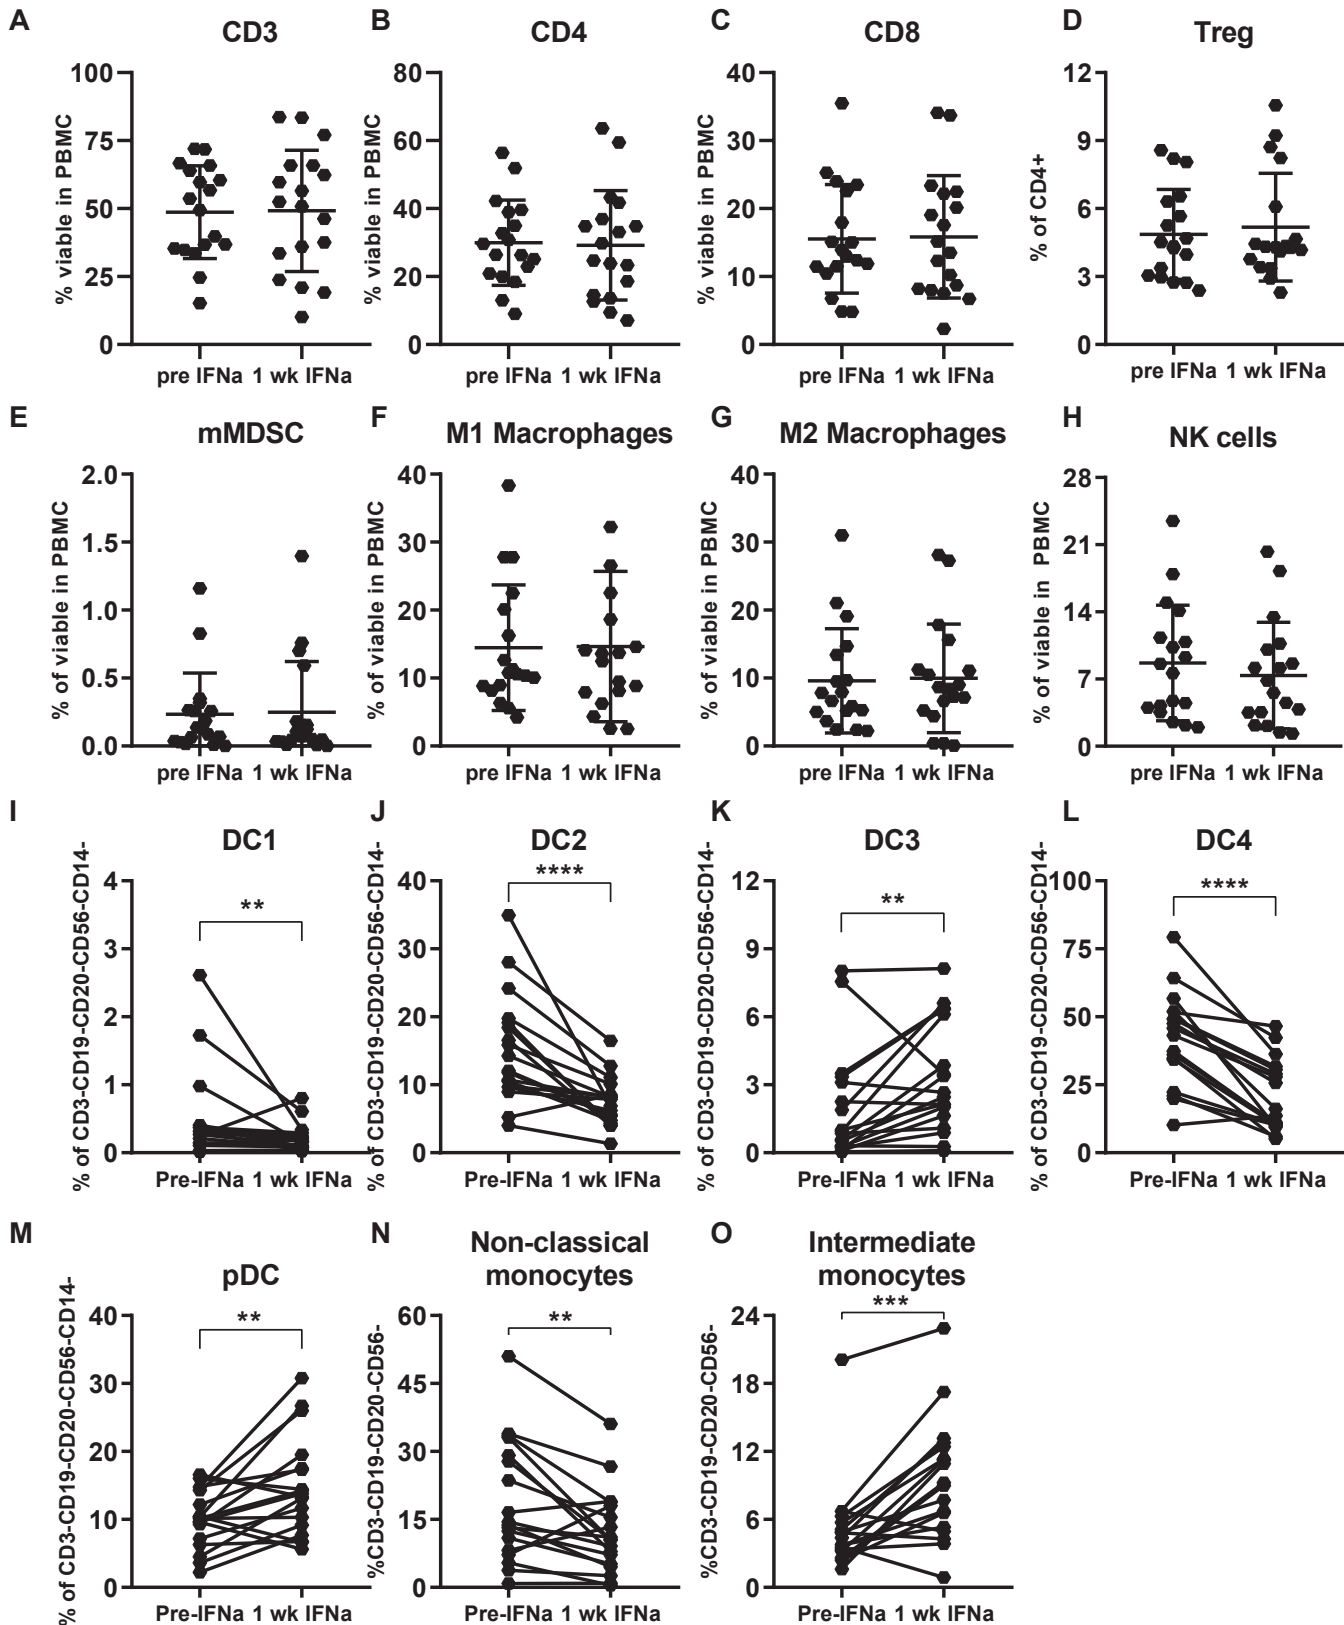 A
CD3
% viable in PBMC
100
75
50
25
0
pre IFNa 1 wk IFNa
B
CD4
% viable in PBMC
80
60
40
20
0
pre IFNa 1 wk IFNa
C
CD8
% viable in PBMC
40
30
20
10
0
pre IFNa 1 wk IFNa
D
Treg
% of CD4+
12
9
6
3
0
pre IFNa 1 wk IFNa
E
mMDSC
% of viable in PBMC
2.0
1.5
1.0
0.5
0.0
pre IFNa 1 wk IFNa
F
M1 Macrophages
% of viable in PBMC
40
30
20
10
0
pre IFNa 1 wk IFNa
G
M2 Macrophages
% of viable in PBMC
40
30
20
10
0
pre IFNa 1 wk IFNa
H
NK cells
% of viable in PBMC
28
21
14
7
0
pre IFNa 1 wk IFNa
I
DC1
% of CD3-CD19-CD20-CD56-CD14-
4
3
2
1
0
**
Pre-IFNa 1 wk IFNa
J
DC2
% of CD3-CD19-CD20-CD56-CD14-
40
30
20
10
0
****
Pre-IFNa 1 wk IFNa
K
DC3
% of CD3-CD19-CD20-CD56-CD14-
12
9
6
3
0
**
Pre-IFNa 1 wk IFNa
L
DC4
% of CD3-CD19-CD20-CD56-CD14-
100
75
50
25
0
****
Pre-IFNa 1 wk IFNa
M
pDC
% of CD3-CD19-CD20-CD56-CD14-
40
30
20
10
0
**
Pre-IFNa 1 wk IFNa
N
Non-classical
monocytes
%CD3-CD19-CD20-CD56-
60
45
30
15
0
**
Pre-IFNa 1 wk IFNa
O
Intermediate
monocytes
%CD3-CD19-CD20-CD56-
24
18
12
6
0
***
Pre-IFNa 1 wk IFNa